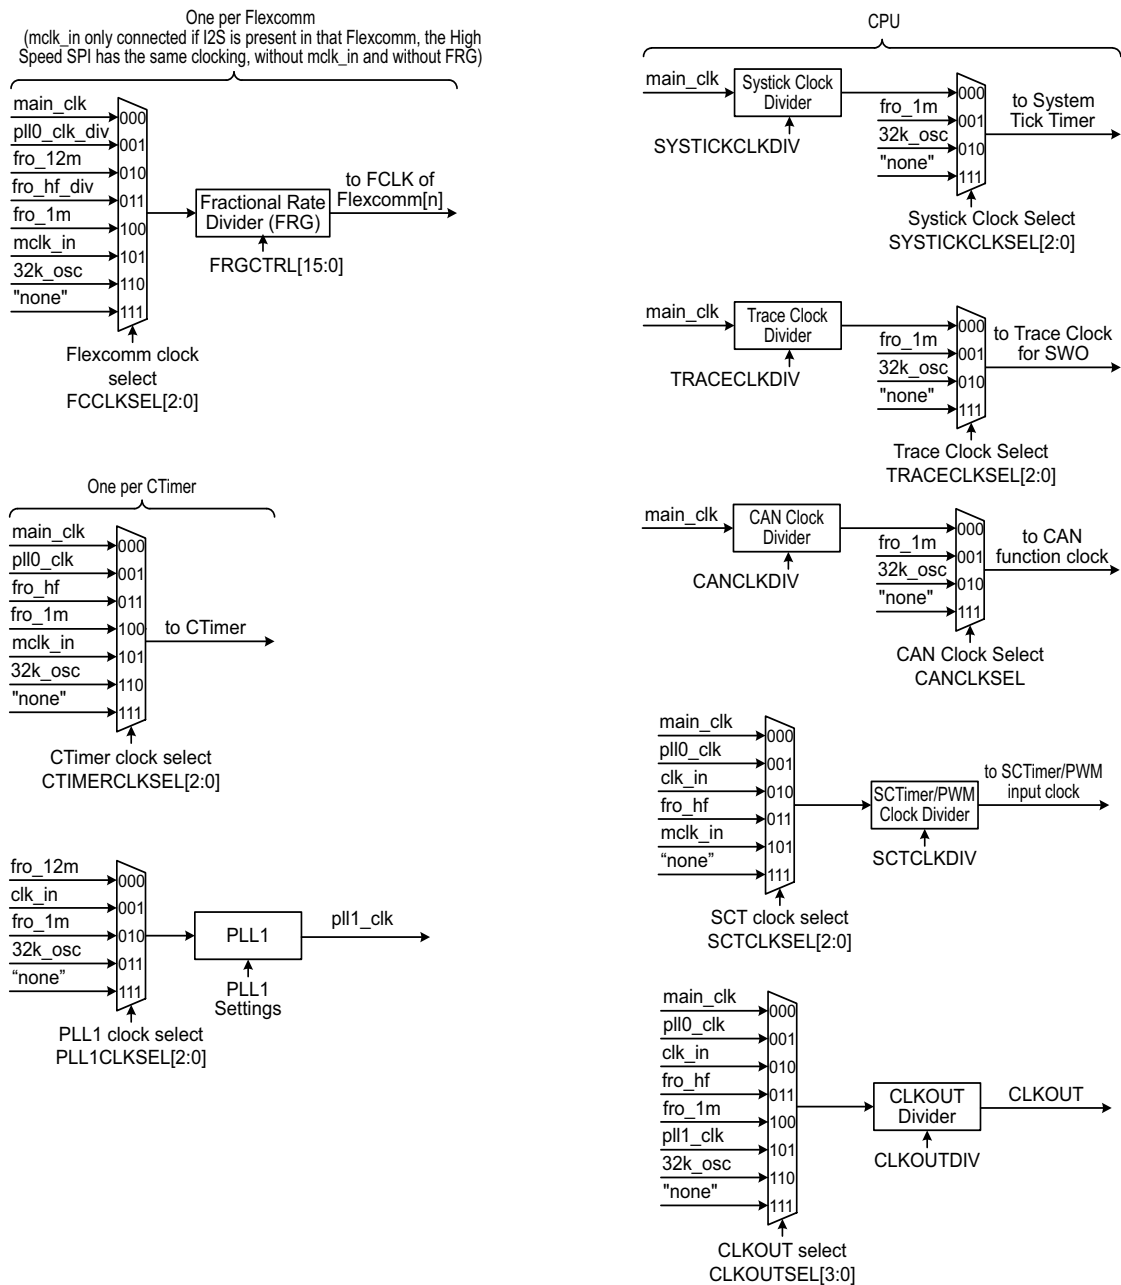 One per Flexcomm
(mclk_in only connected if I2S is present in that Flexcomm, the High
Speed SPI has the same clocking, without mclk_in and without FRG)
main_clk
000
pll0_clk_div
001
fro_12m
010
fro_hf_div
011
fro_1m
100
mclk_in
101
32k_osc
110
"none"
111
Fractional Rate
Divider (FRG)
to FCLK of
Flexcomm[n]
FRGCTRL[15:0]
Flexcomm clock
select
FCCLKSEL[2:0]
One per CTimer
main_clk
000
pll0_clk
001
fro_hf
011
fro_1m
100
mclk_in
101
32k_osc
110
"none"
111
to CTimer
CTimer clock select
CTIMERCLKSEL[2:0]
fro_12m
000
clk_in
001
fro_1m
010
32k_osc
011
“none”
111
PLL1
pll1_clk
PLL1
Settings
PLL1 clock select
PLL1CLKSEL[2:0]
CPU
main_clk
Systick Clock
Divider
SYSTICKCLKDIV
000
fro_1m
001
32k_osc
010
"none"
111
to System
Tick Timer
Systick Clock Select
SYSTICKCLKSEL[2:0]
main_clk
Trace Clock
Divider
TRACECLKDIV
000
fro_1m
001
32k_osc
010
"none"
111
to Trace Clock
for SWO
Trace Clock Select
TRACECLKSEL[2:0]
main_clk
CAN Clock
Divider
CANCLKDIV
000
fro_1m
001
32k_osc
010
"none"
111
to CAN
function clock
CAN Clock Select
CANCLKSEL
main_clk
000
pll0_clk
001
clk_in
010
fro_hf
011
mclk_in
101
“none”
111
SCTimer/PWM
Clock Divider
to SCTimer/PWM
input clock
SCTCLKDIV
SCT clock select
SCTCLKSEL[2:0]
main_clk
000
pll0_clk
001
clk_in
010
fro_hf
011
fro_1m
100
pll1_clk
101
32k_osc
110
"none"
111
CLKOUT
Divider
CLKOUT
CLKOUTDIV
CLKOUT select
CLKOUTSEL[3:0]